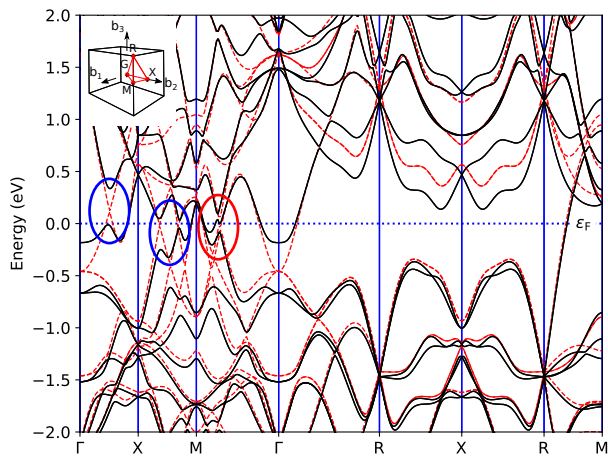 2.0
1.5
1.0
0.5
0.0
−0.5
−1.0
−1.5
−2.0
Energy (eV)
b₃
R
G
X
b₁
b₂
M
ε_F
Γ X M Γ R X R M